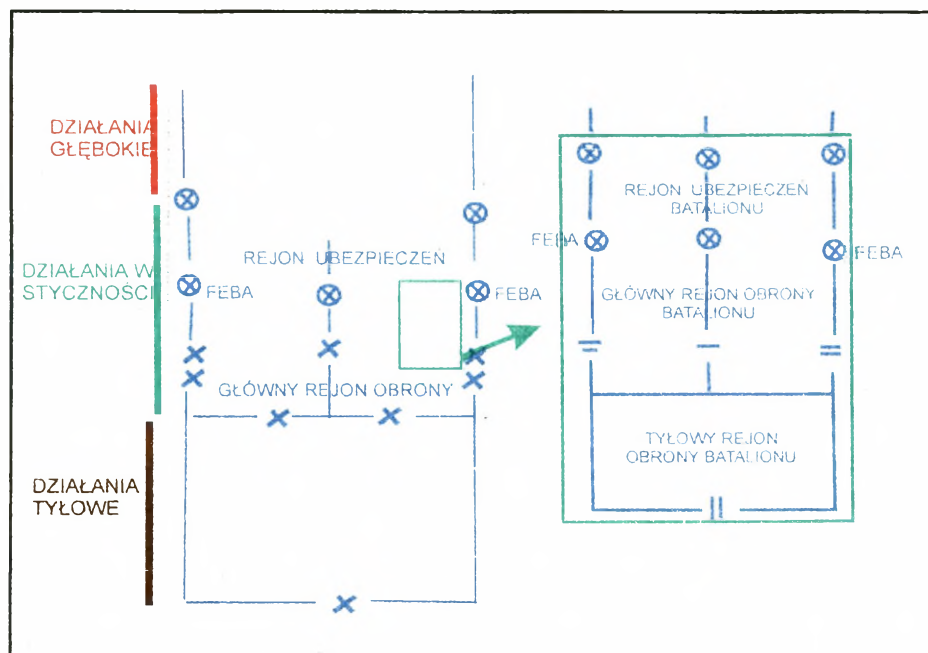 DZIAŁANIA
GŁĘBOKIE
DZIAŁANIA W
STYCZNOŚCI
DZIAŁANIA
TYŁOWE
REJON UBEZPIECZEŃ
FEBA
FEBA
GŁÓWNY REJON OBRONY
REJON UBEZPIECZEŃ
BATALIONU
FEBA
FEBA
GŁÓWNY REJON OBRONY
BATALIONU
TYŁOWY REJON
OBRONY BATALIONU